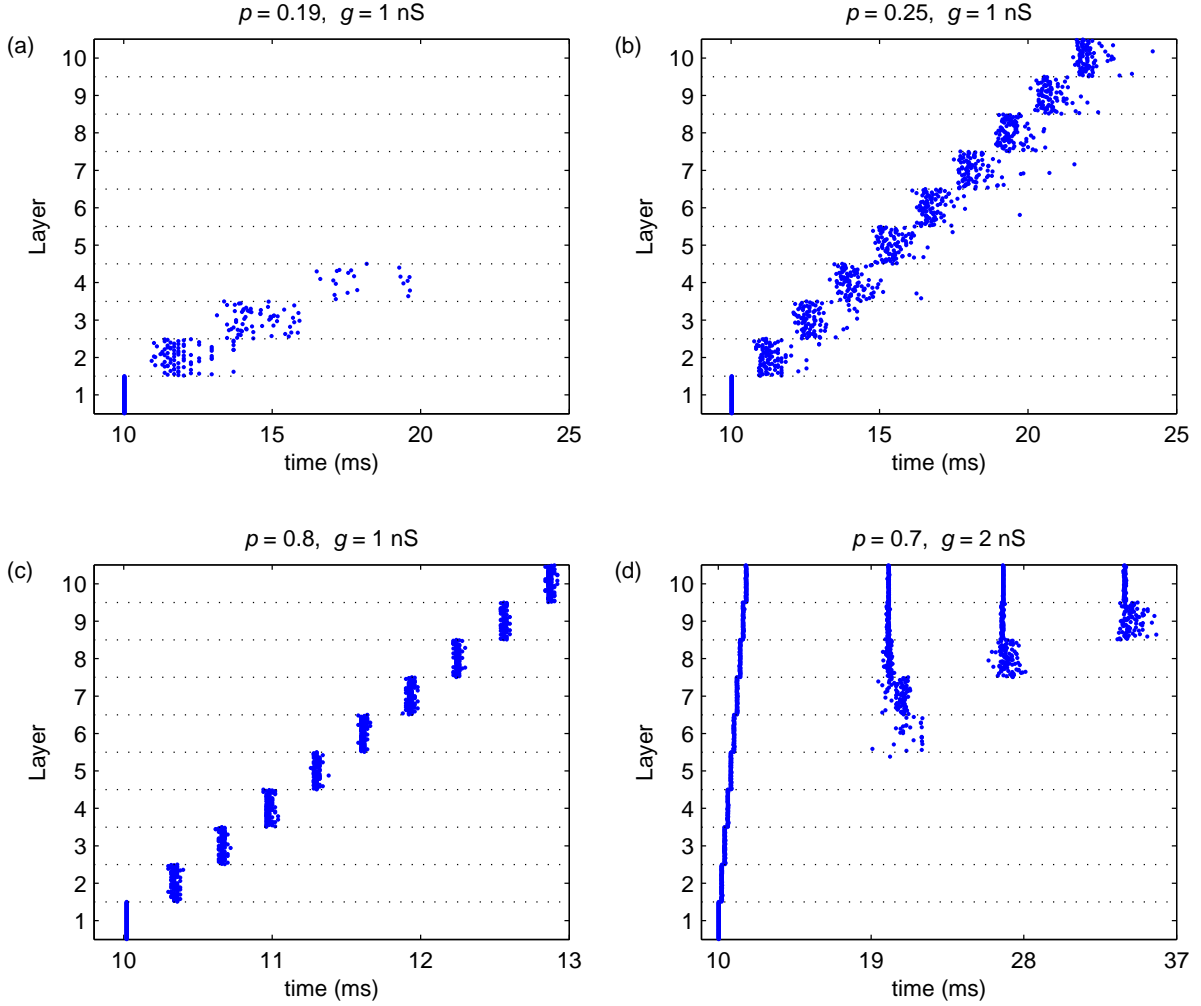 p = 0.19, g = 1 nS
(a)
10
9
8
7
6
5
4
3
2
1
Layer
10 15 20 25
time (ms)
p = 0.25, g = 1 nS
(b)
10
9
8
7
6
5
4
3
2
1
Layer
10 15 20 25
time (ms)
p = 0.8, g = 1 nS
(c)
10
9
8
7
6
5
4
3
2
1
Layer
10 11 12 13
time (ms)
p = 0.7, g = 2 nS
(d)
10
9
8
7
6
5
4
3
2
1
Layer
10 19 28 37
time (ms)